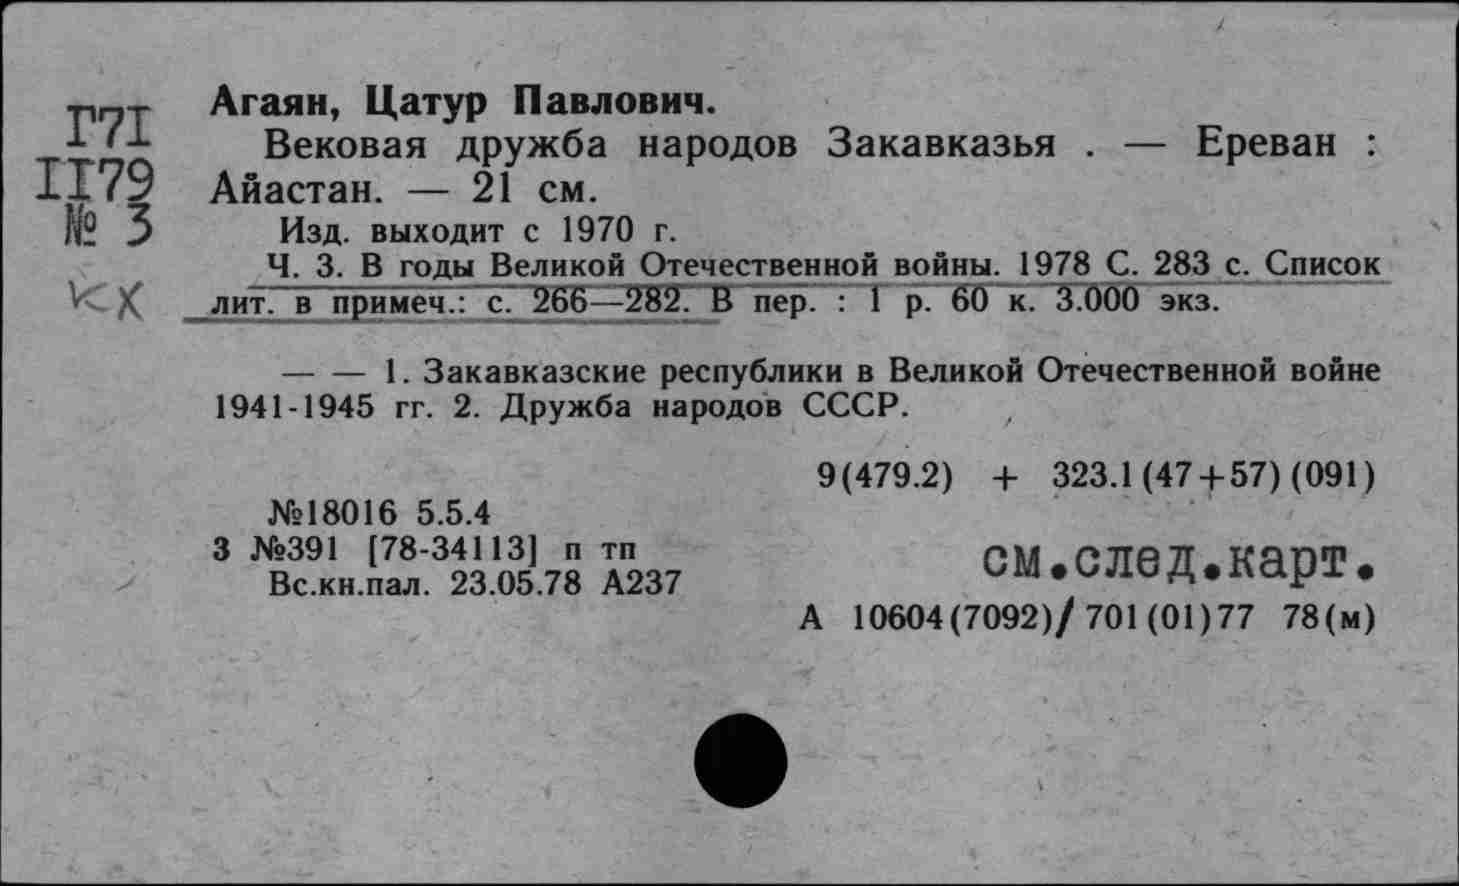 Г71
1179
№ 3
кх
Агаян, Цатур Павлович.
Вековая дружба народов Закавказья . — Ереван :
Айастан. — 21 см.
Изд. выходит с 1970 г.
Ч. 3. В годы Великой Отечественной войны. 1978 С. 283 с. Список
лит. в примеч.: с. 266—282. В пер. : 1 р. 60 к. 3.000 экз.
— — 1. Закавказские республики в Великой Отечественной войне
1941-1945 гг. 2. Дружба народов СССР.
9(479.2) + 323.1(47+57)(091)
№18016 5.5.4
3 №391 [78-34113] п тп
Вс.кн.пал. 23.05.78 А237
см.след.карт.
А 10604(7092)/701(01)77 78(м)